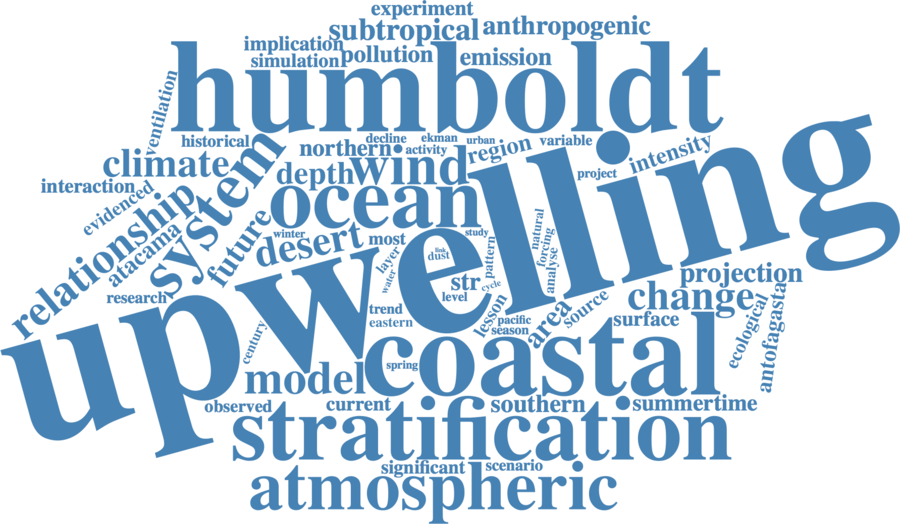 experiment
subtropical
anthropogenic
implication
pollution
emission
simulation
humboldt
ventilation
historical
decline
ekman
urban
variable
northern
activity
region
intensity
climate
system
depth
wind
project
interaction
relationship
ocean
evidenced
atacama
future
desert
winter
most
study
natural
forcing
pattern
analyse
link
dust
layer
water
upwelling
research
str
cycle
level
projection
change
area
source
lesson
pacific
season
surface
ecological
antofagasta
trend
eastern
century
coastal
spring
model
observed
current
southern
summertime
stratification
significant
scenario
atmospheric